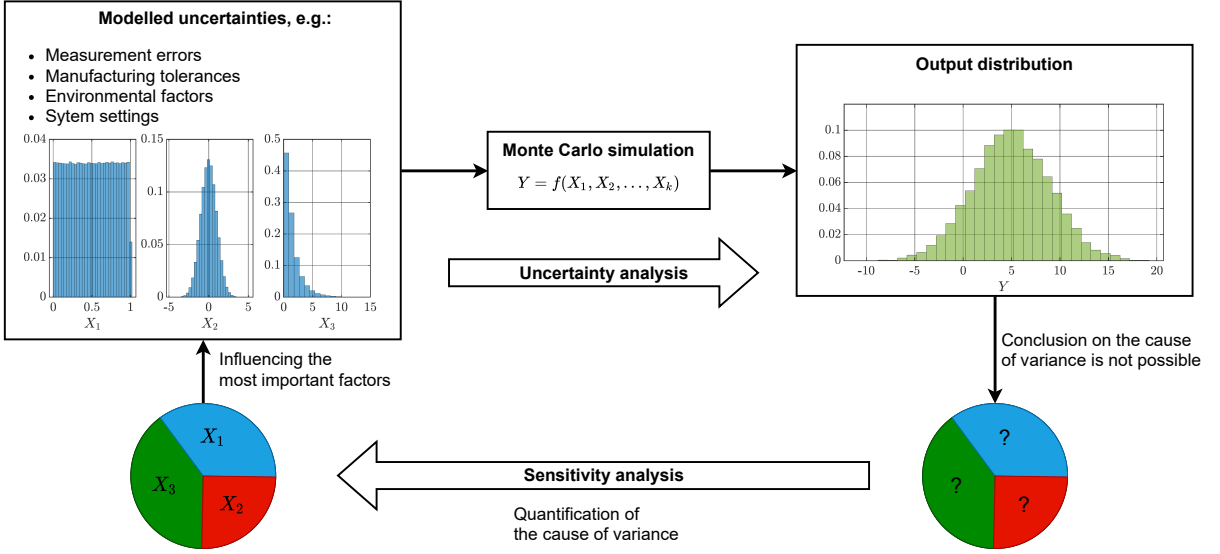 Modelled uncertainties, e.g.:
• Measurement errors
• Manufacturing tolerances
• Environmental factors
• Sytem settings
0.04
0.03
0.02
0.01
0
0 0.5 1
X₁
0.15
0.1
0.05
0
-5 0 5
X₂
0.5
0.4
0.3
0.2
0.1
0
0 5 10 15
X₃
Monte Carlo simulation
Y = f(X₁, X₂, . . . , Xₖ)
Uncertainty analysis
Output distribution
0.1
0.08
0.06
0.04
0.02
0
-10 -5 0 5 10 15 20
Y
Conclusion on the cause
of variance is not possible
?
?
?
Sensitivity analysis
Quantification of
the cause of variance
Influencing the
most important factors
X₁
X₃
X₂